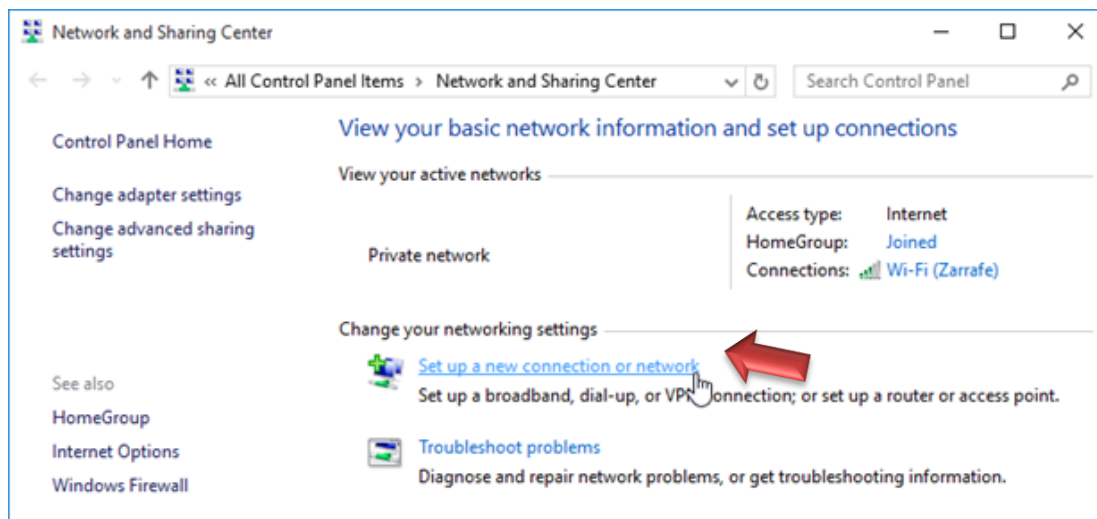 Network and Sharing Center
« All Control Panel Items > Network and Sharing Center
Search Control Panel
Control Panel Home
Change adapter settings
Change advanced sharing
settings
See also
HomeGroup
Internet Options
Windows Firewall
View your basic network information and set up connections
View your active networks
Private network
Access type: Internet
HomeGroup: Joined
Connections: Wi-Fi (Zarrafe)
Change your networking settings
Set up a new connection or network
Set up a broadband, dial-up, or VPN connection; or set up a router or access point.
Troubleshoot problems
Diagnose and repair network problems, or get troubleshooting information.